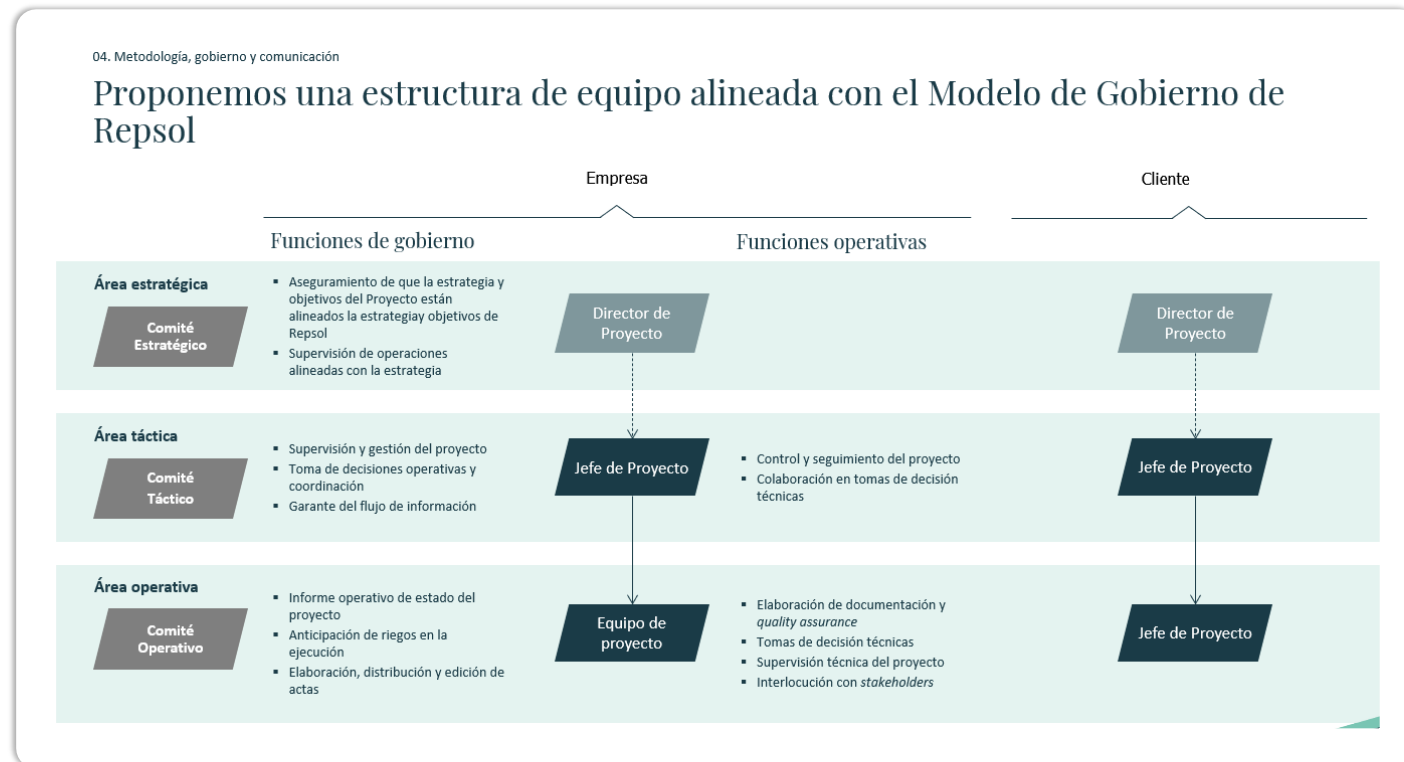 04. Metodología, gobierno y comunicación
Proponemos una estructura de equipo alineada con el Modelo de Gobierno de
Repsol
Empresa
Cliente
Funciones de gobierno
Funciones operativas
Área estratégica
Comité
Estratégico
▪ Aseguramiento de que la estrategia y
objetivos del Proyecto están
alineados la estrategiay objetivos de
Repsol
▪ Supervisión de operaciones
alineadas con la estrategia
Director de
Proyecto
Director de
Proyecto
Área táctica
Comité
Táctico
▪ Supervisión y gestión del proyecto
▪ Toma de decisiones operativas y
coordinación
▪ Garante del flujo de información
Jefe de Proyecto
▪ Control y seguimiento del proyecto
▪ Colaboración en tomas de decisión
técnicas
Jefe de Proyecto
Área operativa
Comité
Operativo
▪ Informe operativo de estado del
proyecto
▪ Anticipación de riegos en la
ejecución
▪ Elaboración, distribución y edición de
actas
Equipo de
proyecto
▪ Elaboración de documentación y
quality assurance
▪ Tomas de decisión técnicas
▪ Supervisión técnica del proyecto
▪ Interlocución con stakeholders
Jefe de Proyecto